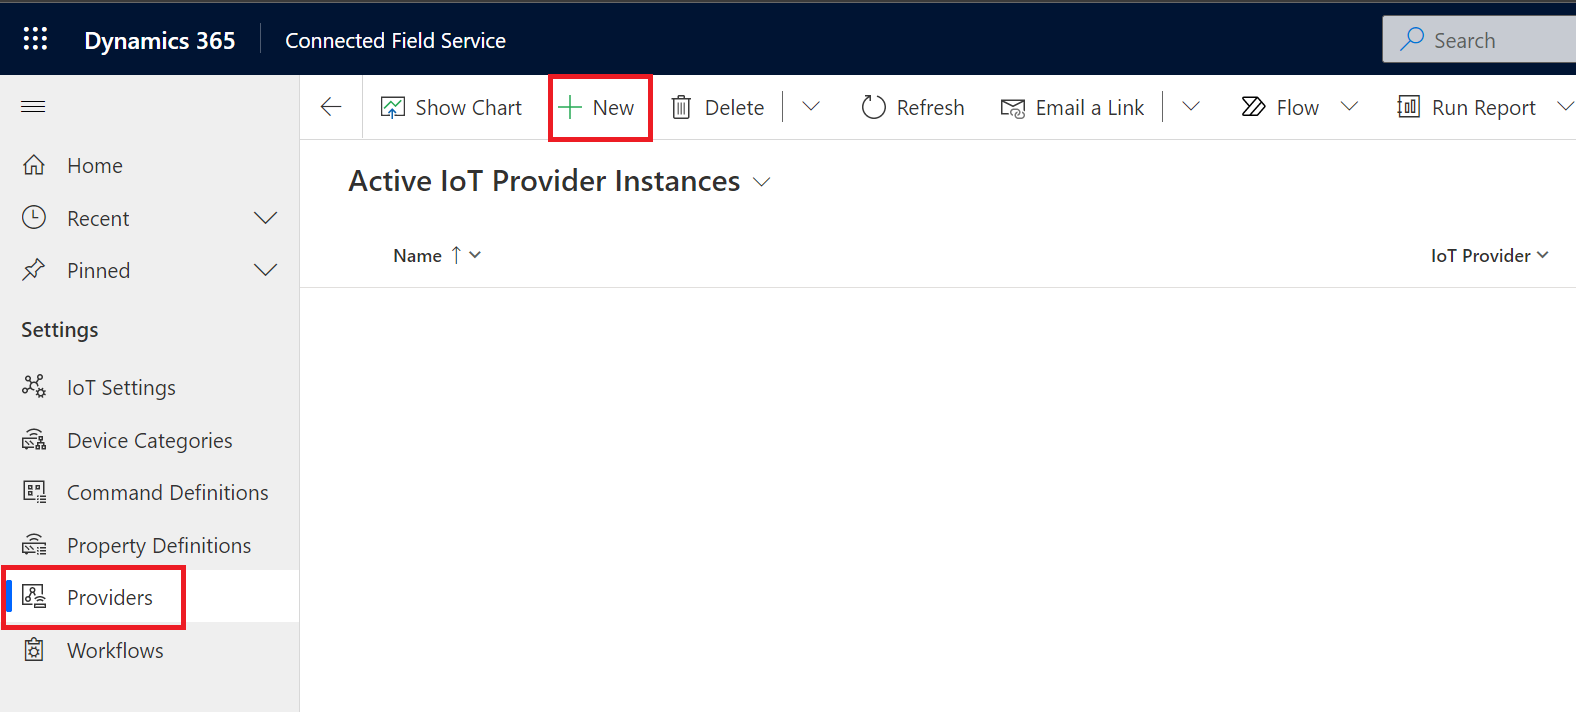 Dynamics 365 Connected Field Service Search
Show Chart New Delete Refresh Email a Link Flow Run Report
Home
Recent
Pinned
Settings
IoT Settings
Device Categories
Command Definitions
Property Definitions
Providers
Workflows
Active IoT Provider Instances
Name IoT Provider